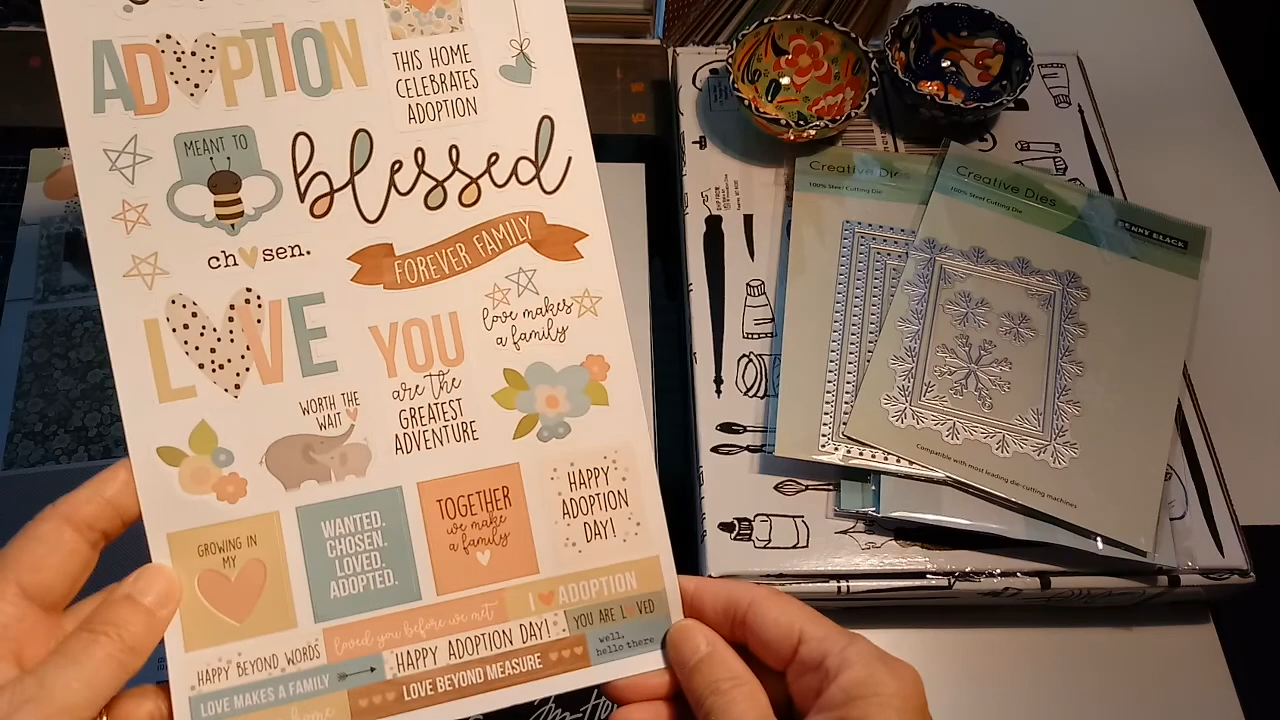 ADOPTION
THIS HOME
CELEBRATES
ADOPTION
MEANT TO
blessed
chosen.
FOREVER FAMILY
LOVE
YOU
are the
GREATEST
ADVENTURE
love makes
a family
WORTH THE
WAIT
GROWING IN
MY
WANTED.
CHOSEN.
LOVED.
ADOPTED.
TOGETHER
we make
a family
HAPPY
ADOPTION
DAY!
loved you before we met
I ADOPTION
HAPPY BEYOND WORDS
HAPPY ADOPTION DAY!
YOU ARE LOVED
LOVE MAKES A FAMILY
LOVE BEYOND MEASURE
well,
hello there
home
Creative Die
100% Steel Cutting Die
Creative Dies
100% Steel Cutting Die
PENNY BLACK
Compatible with most leading die-cutting machines